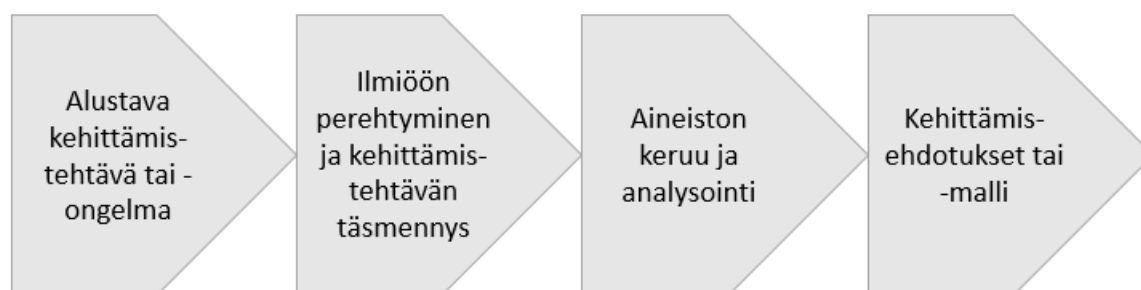 Alustava
kehittämis-
tehtävä tai -
ongelma
Ilmiöön
perehtyminen
ja kehittämis-
tehtävän
täsmennys
Aineiston
keruu ja
analysointi
Kehittämis-
ehdotukset tai
-malli